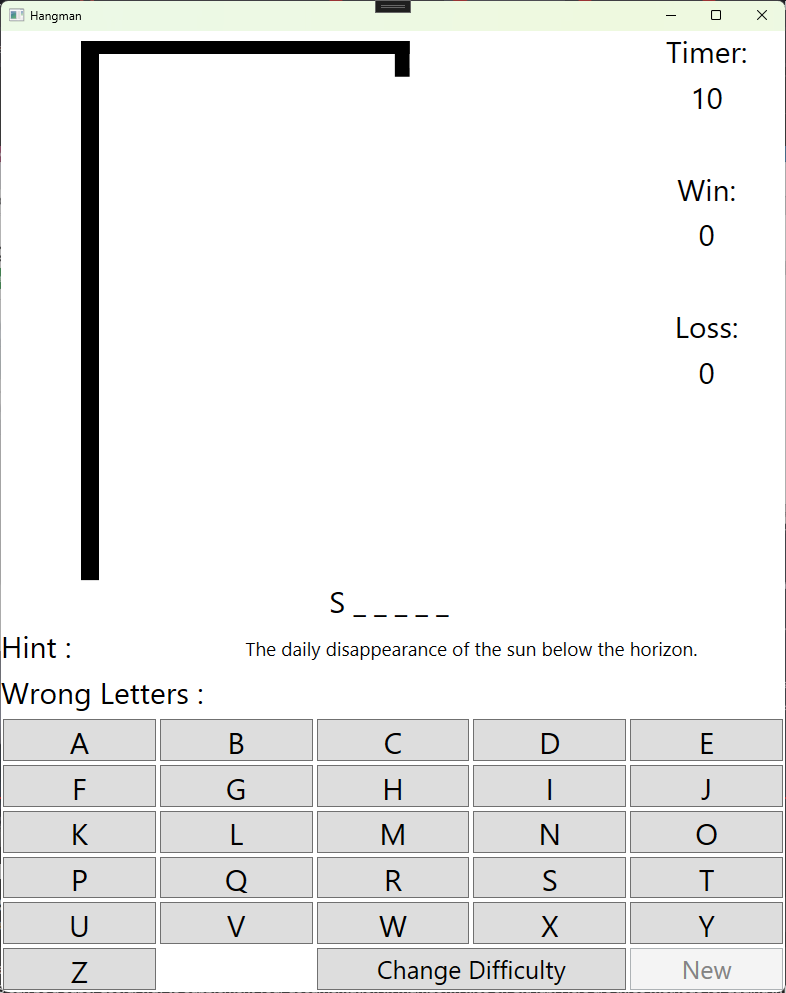 Hangman
Timer:
10
Win:
0
Loss:
0
S _ _ _ _ _
Hint : The daily disappearance of the sun below the horizon.
Wrong Letters :
A B C D E
F G H I J
K L M N O
P Q R S T
U V W X Y
Z Change Difficulty New